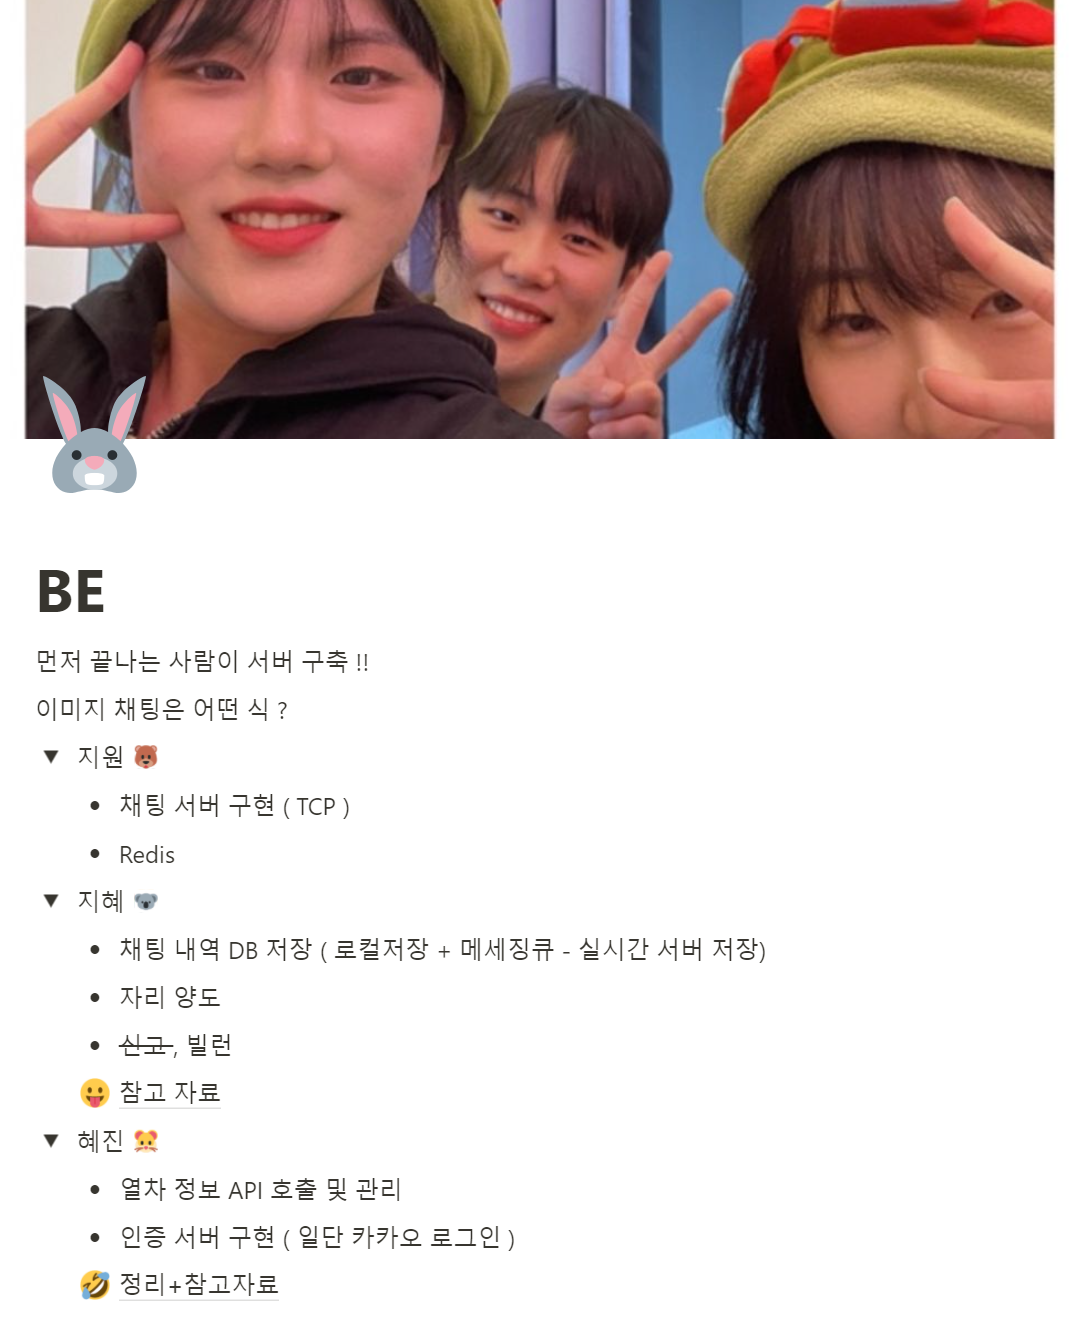 BE
먼저 끝나는 사람이 서버 구축 !!
이미지 채팅은 어떤 식 ?
지원
채팅 서버 구현 ( TCP )
Redis
지혜
채팅 내역 DB 저장 ( 로컬저장 + 메세징큐 - 실시간 서버 저장)
자리 양도
신고 , 빌런
참고 자료
혜진
열차 정보 API 호출 및 관리
인증 서버 구현 ( 일단 카카오 로그인 )
정리+참고자료